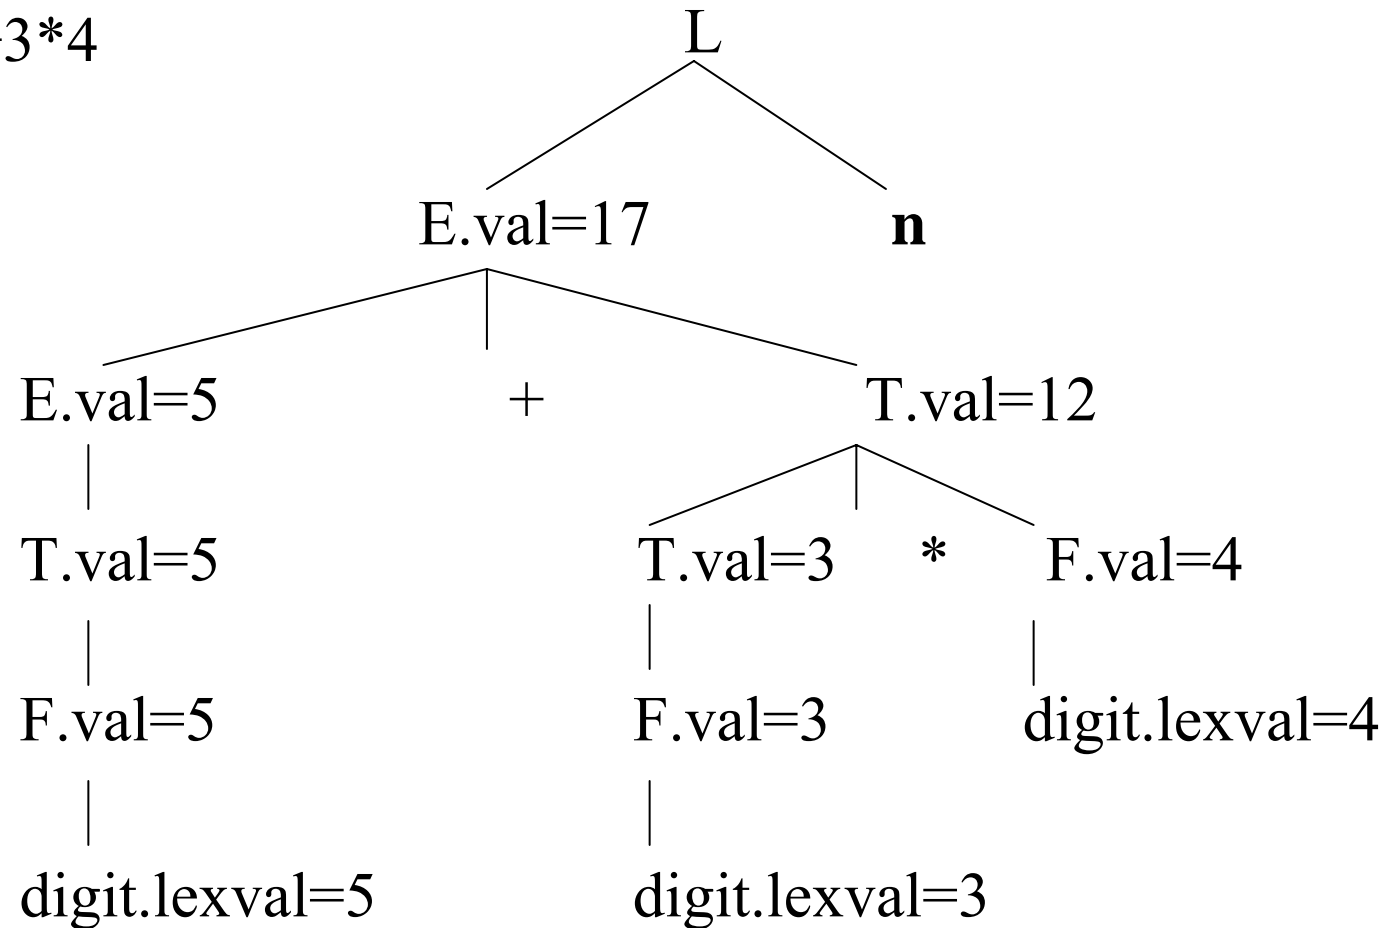 3*4
L
E.val=17 n
E.val=5 + T.val=12
T.val=5 T.val=3 * F.val=4
F.val=5 F.val=3 digit.lexval=4
digit.lexval=5 digit.lexval=3